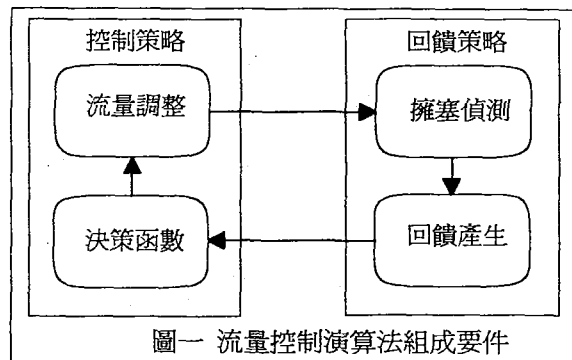 控制策略
回饋策略
流量調整
擁塞偵測
決策函數
回饋產生
圖一 流量控制演算法組成要件